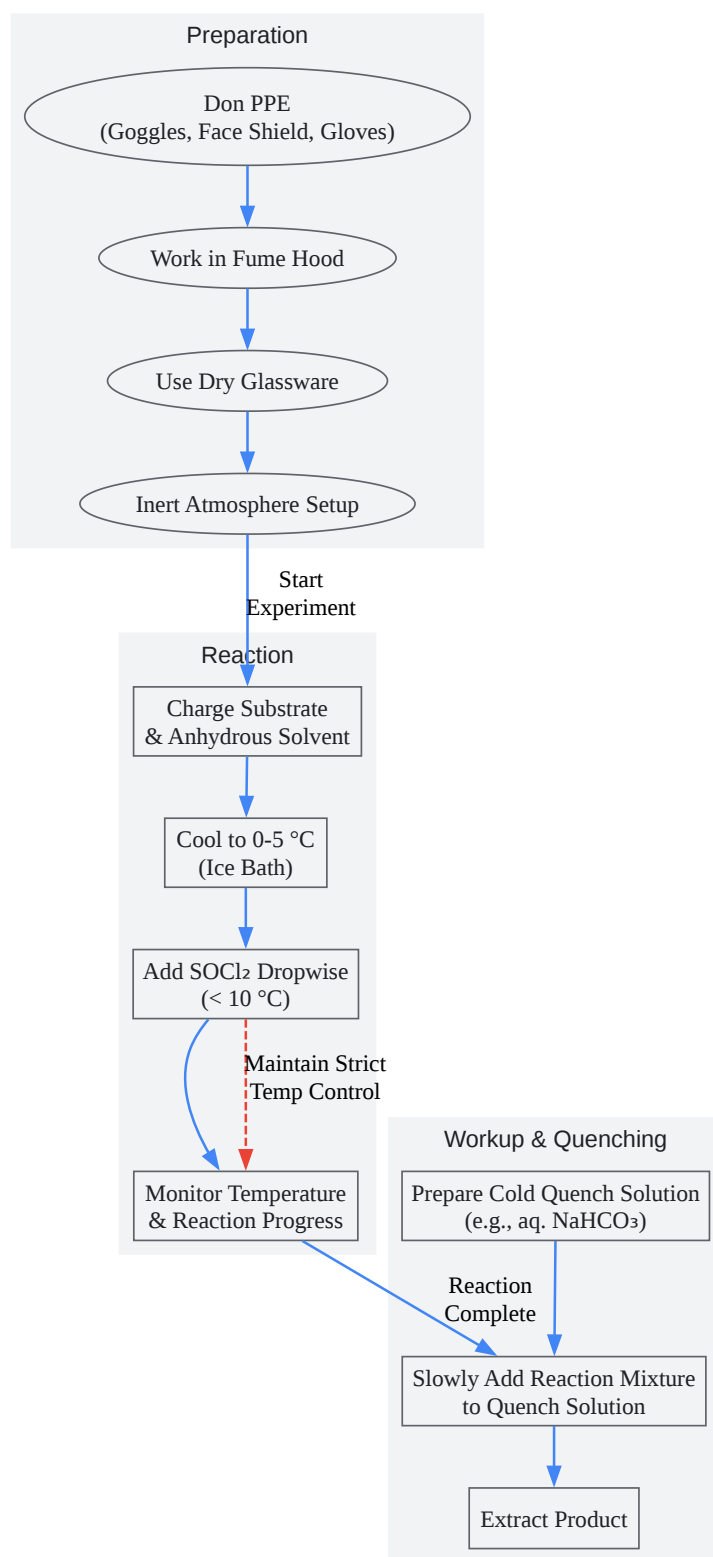 Preparation
Don PPE
(Goggles, Face Shield, Gloves)
Work in Fume Hood
Use Dry Glassware
Inert Atmosphere Setup
Start
Experiment
Reaction
Charge Substrate
& Anhydrous Solvent
Cool to 0-5 °C
(Ice Bath)
Add SOCl₂ Dropwise
(< 10 °C)
Maintain Strict
Temp Control
Monitor Temperature
& Reaction Progress
Workup & Quenching
Prepare Cold Quench Solution
(e.g., aq. NaHCO₃)
Reaction
Complete
Slowly Add Reaction Mixture
to Quench Solution
Extract Product